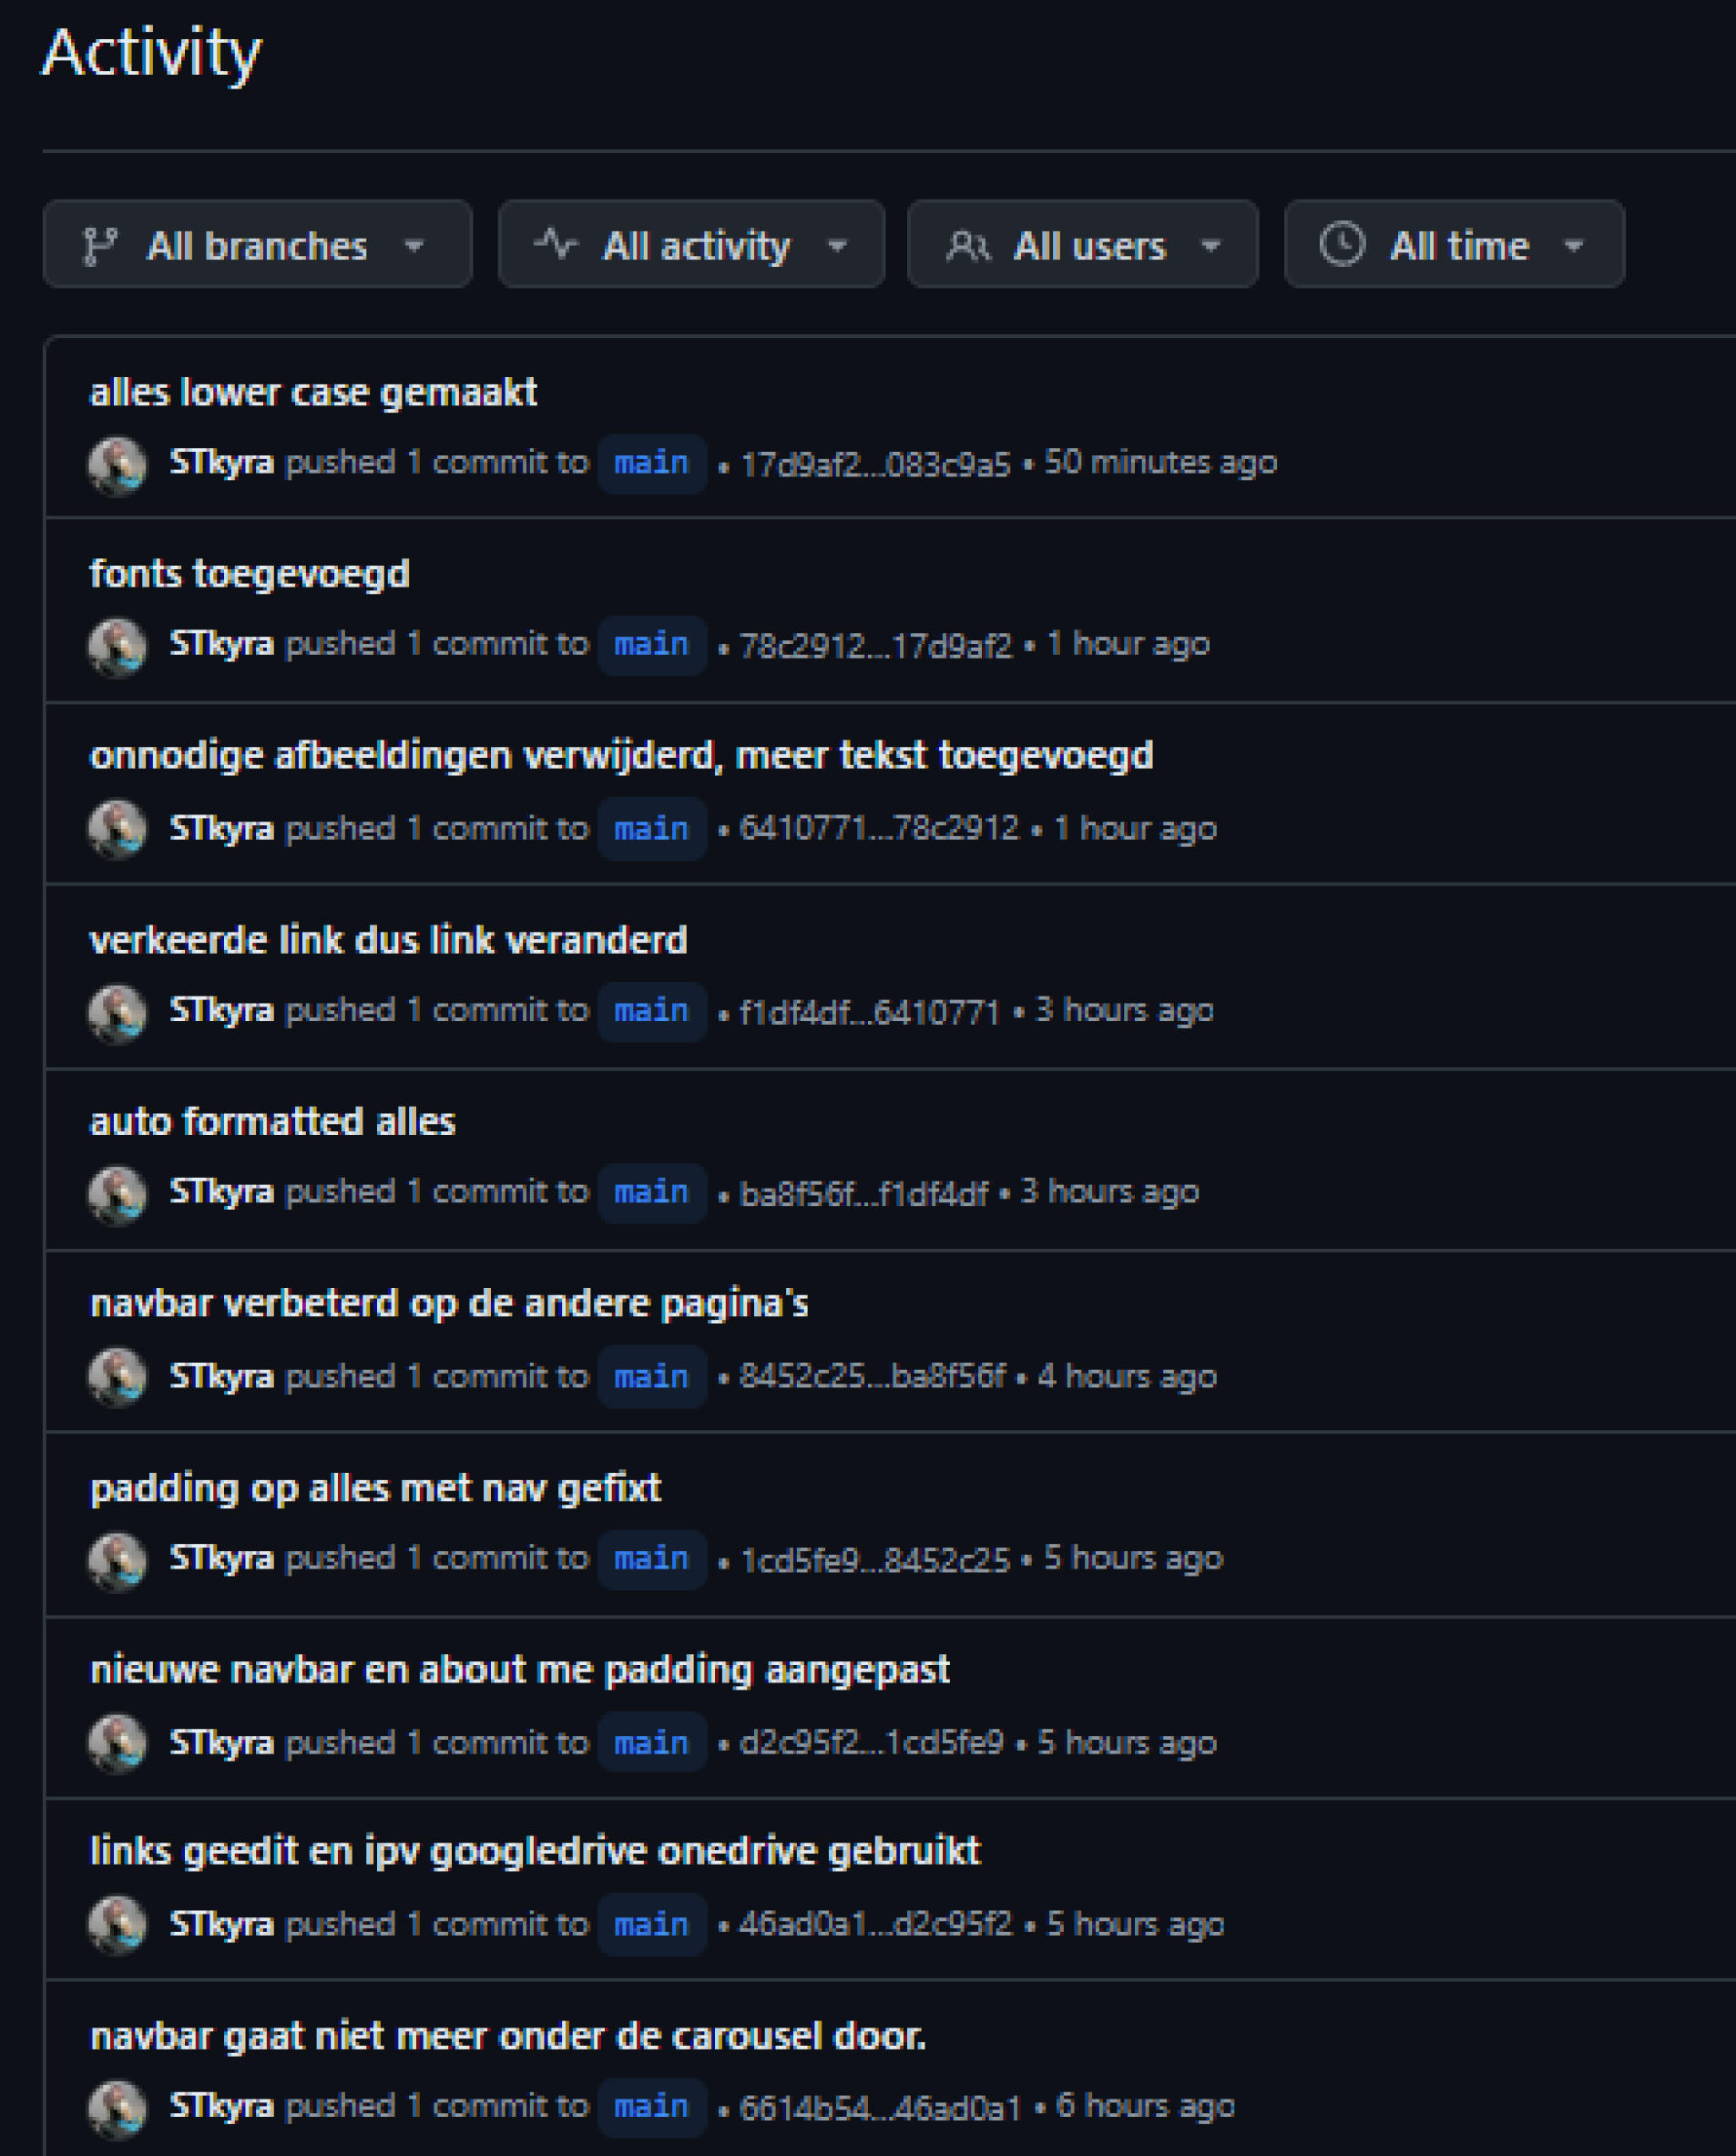 Activity
All branches All activity All users All time
alles lower case gemaakt
STkyra pushed 1 commit to main • 17d9af2...083c9a5 • 50 minutes ago
fonts toegevoegd
STkyra pushed 1 commit to main • 78c2912...17d9af2 • 1 hour ago
onnodige afbeeldingen verwijderd, meer tekst toegevoegd
STkyra pushed 1 commit to main • 6410771...78c2912 • 1 hour ago
verkeerde link dus link veranderd
STkyra pushed 1 commit to main • f1df4df...6410771 • 3 hours ago
auto formatted alles
STkyra pushed 1 commit to main • ba8f56f...f1df4df • 3 hours ago
navbar verbeterd op de andere pagina's
STkyra pushed 1 commit to main • 8452c25...ba8f56f • 4 hours ago
padding op alles met nav gefixt
STkyra pushed 1 commit to main • 1cd5fe9...8452c25 • 5 hours ago
nieuwe navbar en about me padding aangepast
STkyra pushed 1 commit to main • d2c95f2...1cd5fe9 • 5 hours ago
links geedit en ipv googledrive onedrive gebruikt
STkyra pushed 1 commit to main • 46ad0a1...d2c95f2 • 5 hours ago
navbar gaat niet meer onder de carousel door.
STkyra pushed 1 commit to main • 6614b54...46ad0a1 • 6 hours ago